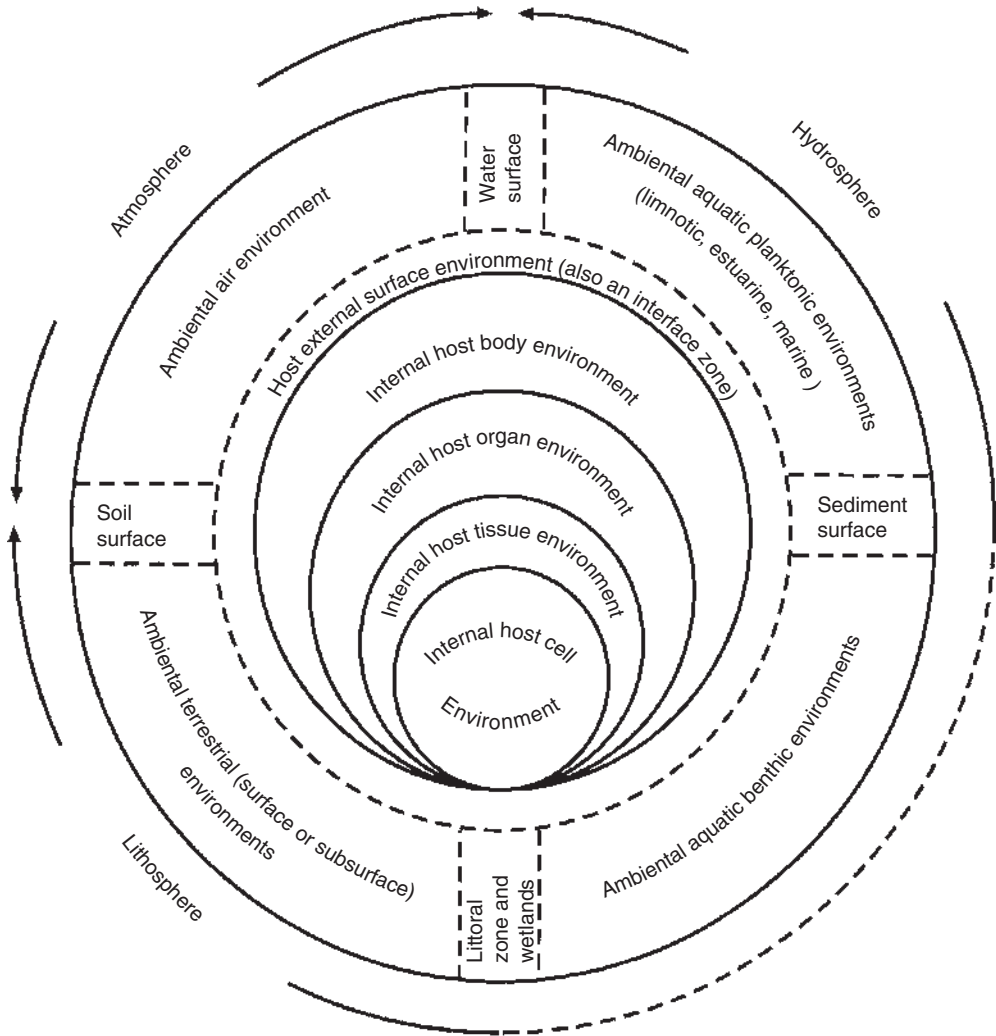 Atmosphere
Hydrosphere
Lithosphere
Water
surface
Ambiental air environment
Ambiental aquatic planktonic environments
(limnotic, estuarine, marine )
Host external surface environment (also an interface zone)
Internal host body environment
Internal host organ environment
Internal host tissue environment
Internal host cell
Environment
Soil
surface
Sediment
surface
Ambiental terrestrial (surface or subsurface)
environments
Ambiental aquatic benthic environments
Littoral
zone and
wetlands